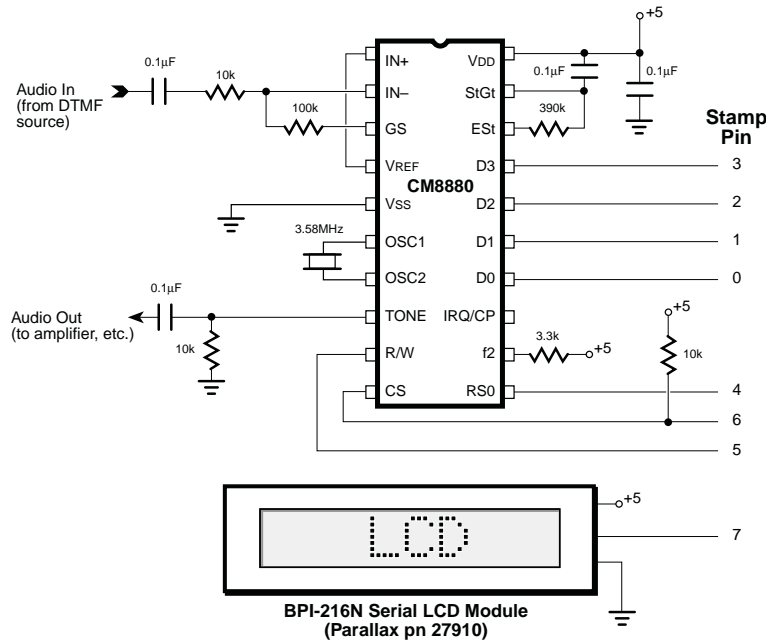 +5
0.1µF
10k
Audio In
(from DTMF
source)
100k
IN+
IN–
GS
VREF
VSS
OSC1
OSC2
TONE
R/W
CS
CM8880
VDD
StGt
ESt
D3
D2
D1
D0
IRQ/CP
f2
RS0
0.1µF
0.1µF
390k
Stamp
Pin
3
2
1
0
3.58MHz
0.1µF
Audio Out
(to amplifier, etc.)
10k
3.3k
+5
+5
10k
4
6
5
LCD
+5
7
BPI-216N Serial LCD Module
(Parallax pn 27910)